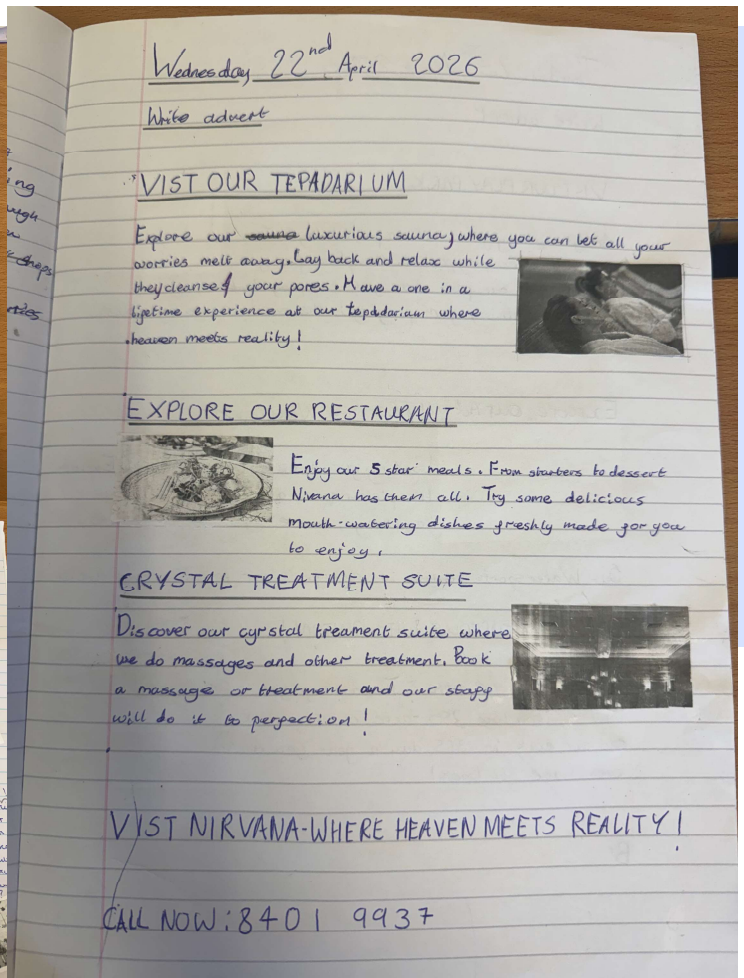 Wednesday 22nd April 2026
Write advert
VIST OUR TEPADARIUM
Explore our sauna luxurious sauna, where you can let all your
worries melt away. Lay back and relax while
they cleanse your pores. Have a one in a
lifetime experience at our tepddarium where
heaven meets reality!
EXPLORE OUR RESTAURANT
Enjoy our 5 star meals. From starters to dessert
Nivana has them all. Try some delicious
mouth-watering dishes freshly made for you
to enjoy.
CRYSTAL TREATMENT SUITE
Discover our cyrstal treament suite where
we do massages and other treatment. Book
a massage or treatment and our staff
will do it to perfection!
VIST NIRVANA-WHERE HEAVEN MEETS REALITY!
CALL NOW: 8401 9937
ing